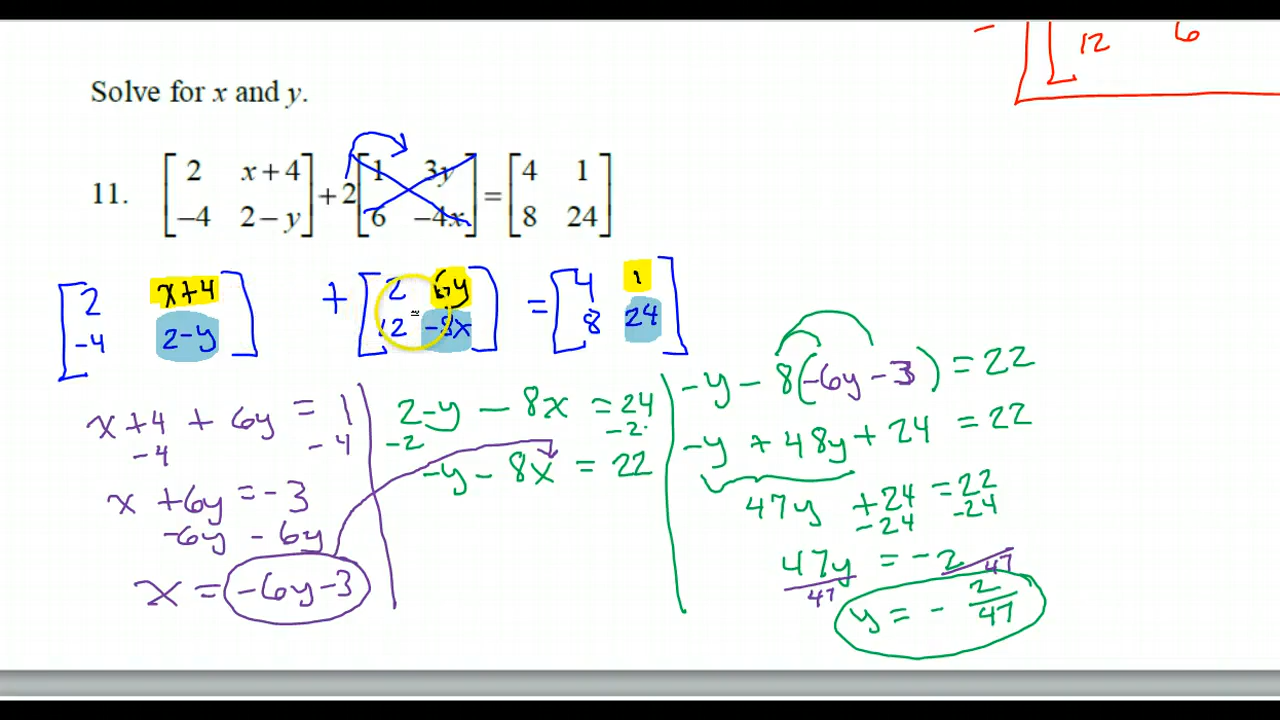 12 6
Solve for x and y.
11. [2 x+4; −4 2−y] + 2[1 3y; 6 −4x] = [4 1; 8 24]
[2 x+4; -4 2-y] + [2 6y; 12 -8x] = [4 1; 8 24]
x+4 + 6y = 1
-4 -4
x + 6y = -3
-6y - 6y
x = -6y-3
2-y - 8x = 24
-2 -2
-y - 8x = 22
-y - 8(-6y - 3) = 22
-y + 48y + 24 = 22
47y + 24 = 22
- 24 -24
47y = -2
47 47
y = - 2/47